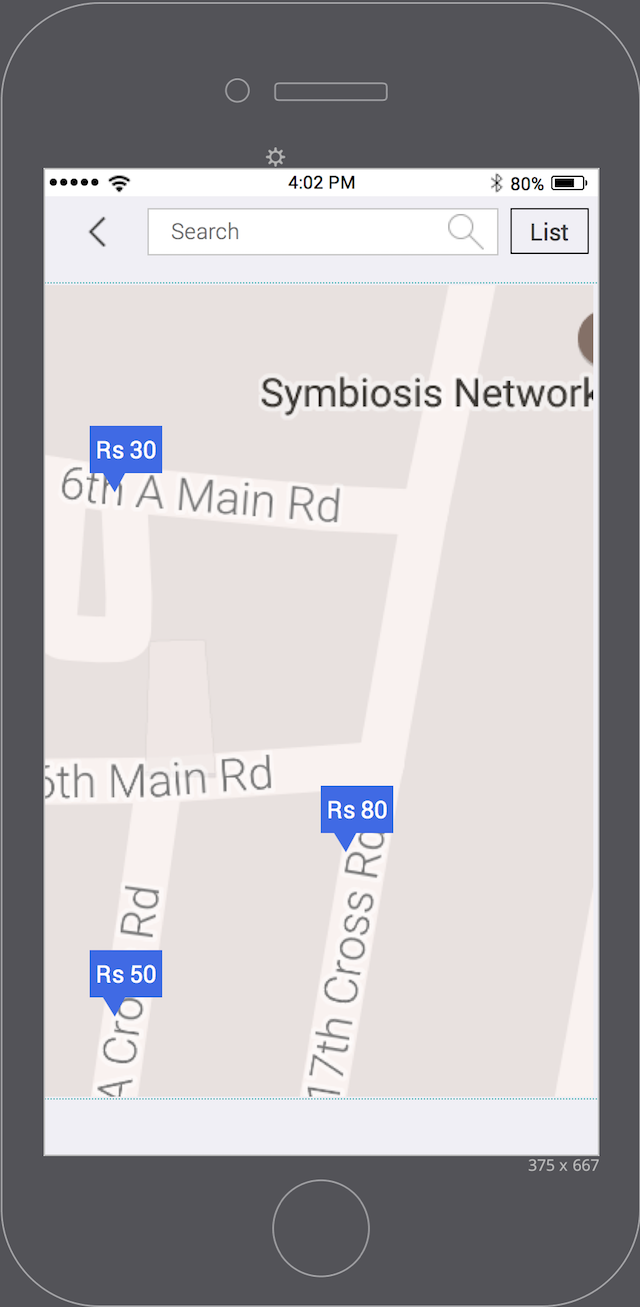 4:02 PM
80%
Search
List
Symbiosis Network
Rs 30
6th A Main Rd
5th Main Rd
Rs 80
17th Cross Rd
Rd
Rs 50
A Cro
375 x 667